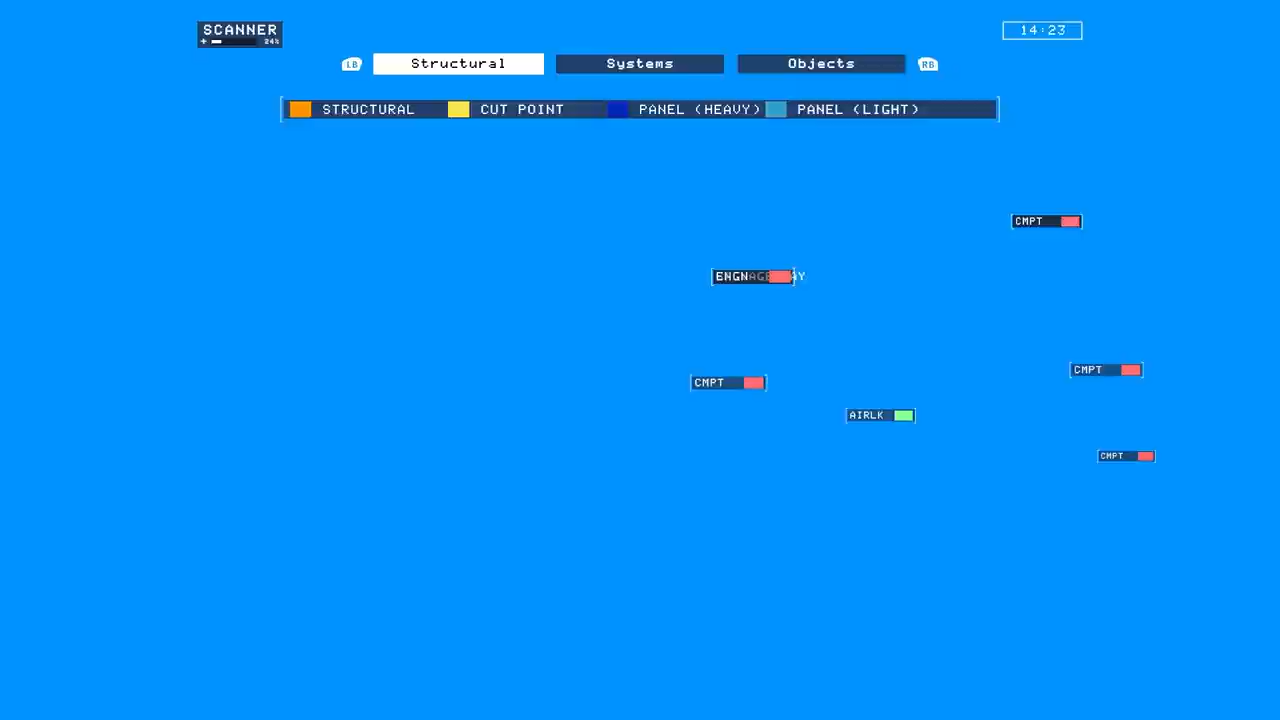 SCANNER
24%
14:23
LB Structural Systems Objects RB
STRUCTURAL CUT POINT PANEL (HEAVY) PANEL (LIGHT)
CMPT
ENGN
CMPT
CMPT
AIRLK
CMPT